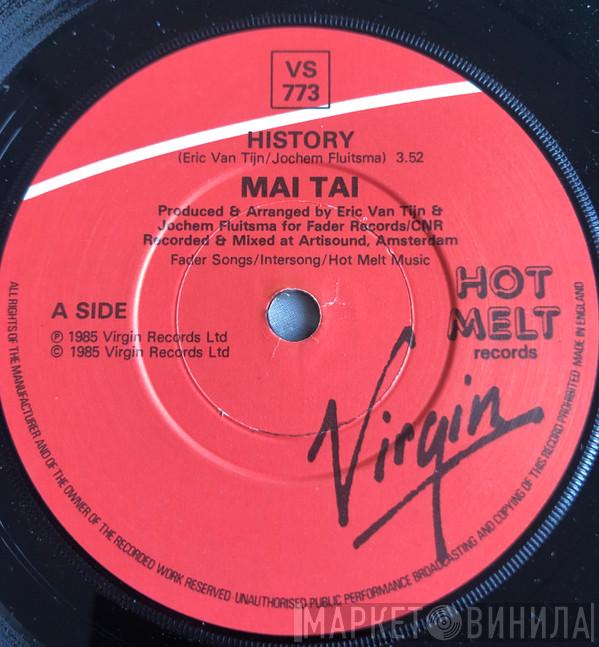 VS
773
HISTORY
(Eric Van Tijn/Jochem Fluitsma) 3.52
MAI TAI
Produced & Arranged by Eric Van Tijn &
Jochem Fluitsma for Fader Records/CNR
Recorded & Mixed at Artisound, Amsterdam
Fader Songs/Intersong/Hot Melt Music
A SIDE
℗ 1985 Virgin Records Ltd
© 1985 Virgin Records Ltd
HOT
MELT
records
Virgin
ALL RIGHTS OF THE MANUFACTURER AND OF THE OWNER OF THE RECORDED WORK RESERVED · UNAUTHORISED PUBLIC PERFORMANCE BROADCASTING AND COPYING OF THIS RECORD PROHIBITED MADE IN ENGLAND
МАРКЕТ ВИНИЛА